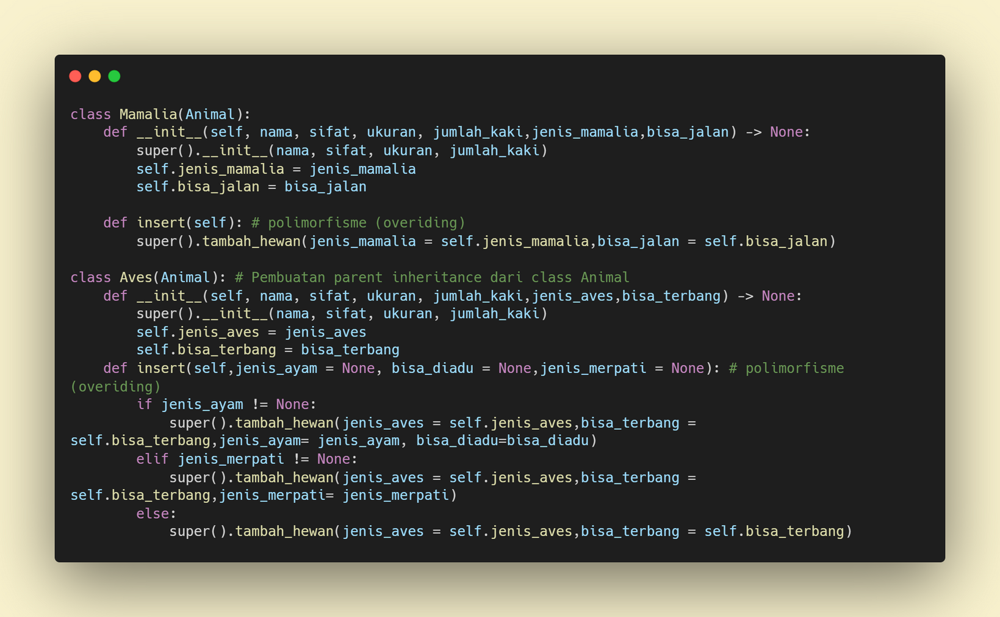 class Mamalia(Animal):
    def __init__(self, nama, sifat, ukuran, jumlah_kaki,jenis_mamalia,bisa_jalan) -> None:
        super().__init__(nama, sifat, ukuran, jumlah_kaki)
        self.jenis_mamalia = jenis_mamalia
        self.bisa_jalan = bisa_jalan

    def insert(self): # polimorfisme (overiding)
        super().tambah_hewan(jenis_mamalia = self.jenis_mamalia,bisa_jalan = self.bisa_jalan)

class Aves(Animal): # Pembuatan parent inheritance dari class Animal
    def __init__(self, nama, sifat, ukuran, jumlah_kaki,jenis_aves,bisa_terbang) -> None:
        super().__init__(nama, sifat, ukuran, jumlah_kaki)
        self.jenis_aves = jenis_aves
        self.bisa_terbang = bisa_terbang
    def insert(self,jenis_ayam = None, bisa_diadu = None,jenis_merpati = None): # polimorfisme
(overiding)
        if jenis_ayam != None:
            super().tambah_hewan(jenis_aves = self.jenis_aves,bisa_terbang =
self.bisa_terbang,jenis_ayam= jenis_ayam, bisa_diadu=bisa_diadu)
        elif jenis_merpati != None:
            super().tambah_hewan(jenis_aves = self.jenis_aves,bisa_terbang =
self.bisa_terbang,jenis_merpati= jenis_merpati)
        else:
            super().tambah_hewan(jenis_aves = self.jenis_aves,bisa_terbang = self.bisa_terbang)